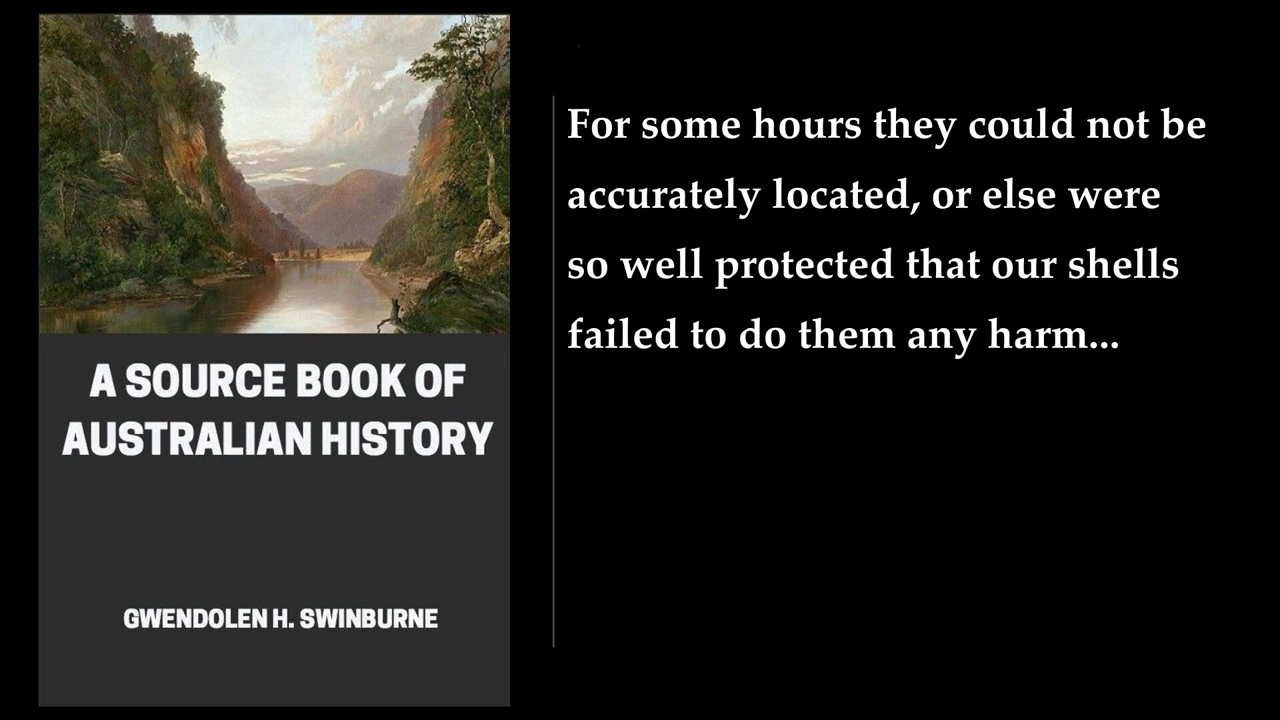 A SOURCE BOOK OF
AUSTRALIAN HISTORY
GWENDOLEN H. SWINBURNE
For some hours they could not be
accurately located, or else were
so well protected that our shells
failed to do them any harm...